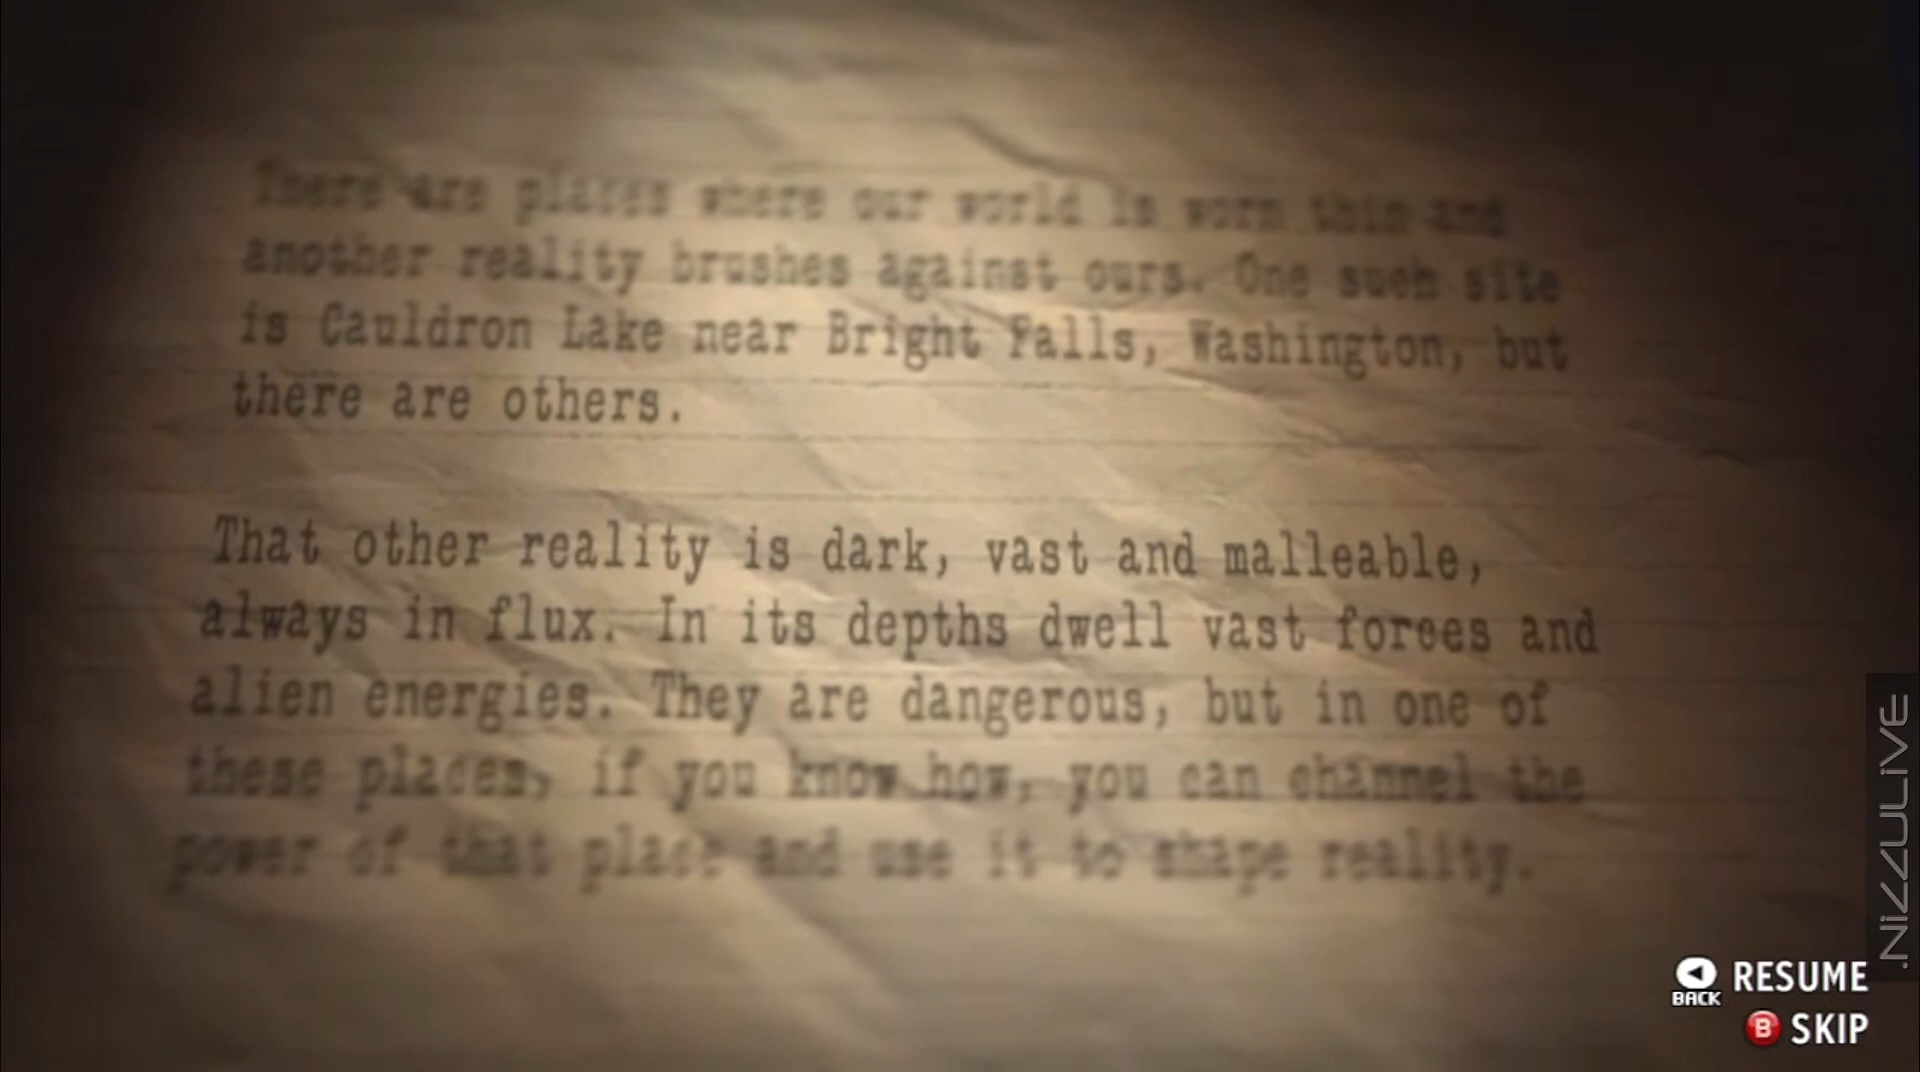 There are places where our world is worn thin and
another reality brushes against ours. One such site
is Cauldron Lake near Bright Falls, Washington, but
there are others.
That other reality is dark, vast and malleable,
always in flux. In its depths dwell vast forces and
alien energies. They are dangerous, but in one of
these places, if you know how, you can channel the
power of that place and use it to shape reality.
.NIZZULIVE
RESUME
BACK
B SKIP